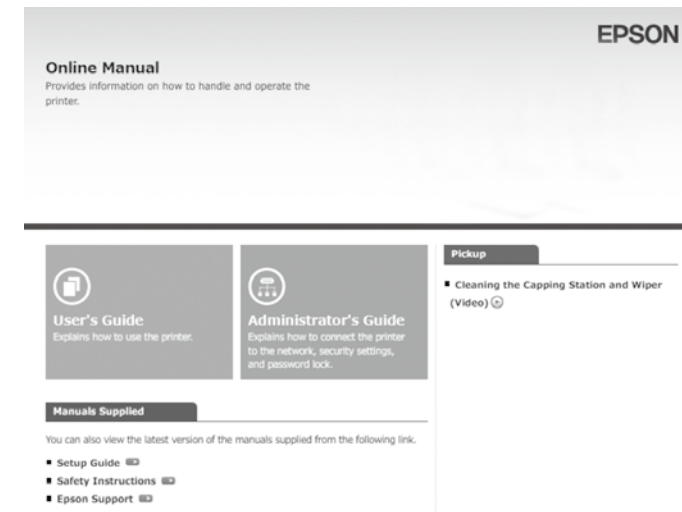 EPSON
Online Manual
Provides information on how to handle and operate the
printer.
User's Guide
Explains how to use the printer.
Administrator's Guide
Explains how to connect the printer
to the network, security settings,
and password lock.
Pickup
Cleaning the Capping Station and Wiper
(Video)
Manuals Supplied
You can also view the latest version of the manuals supplied from the following link.
Setup Guide
Safety Instructions
Epson Support